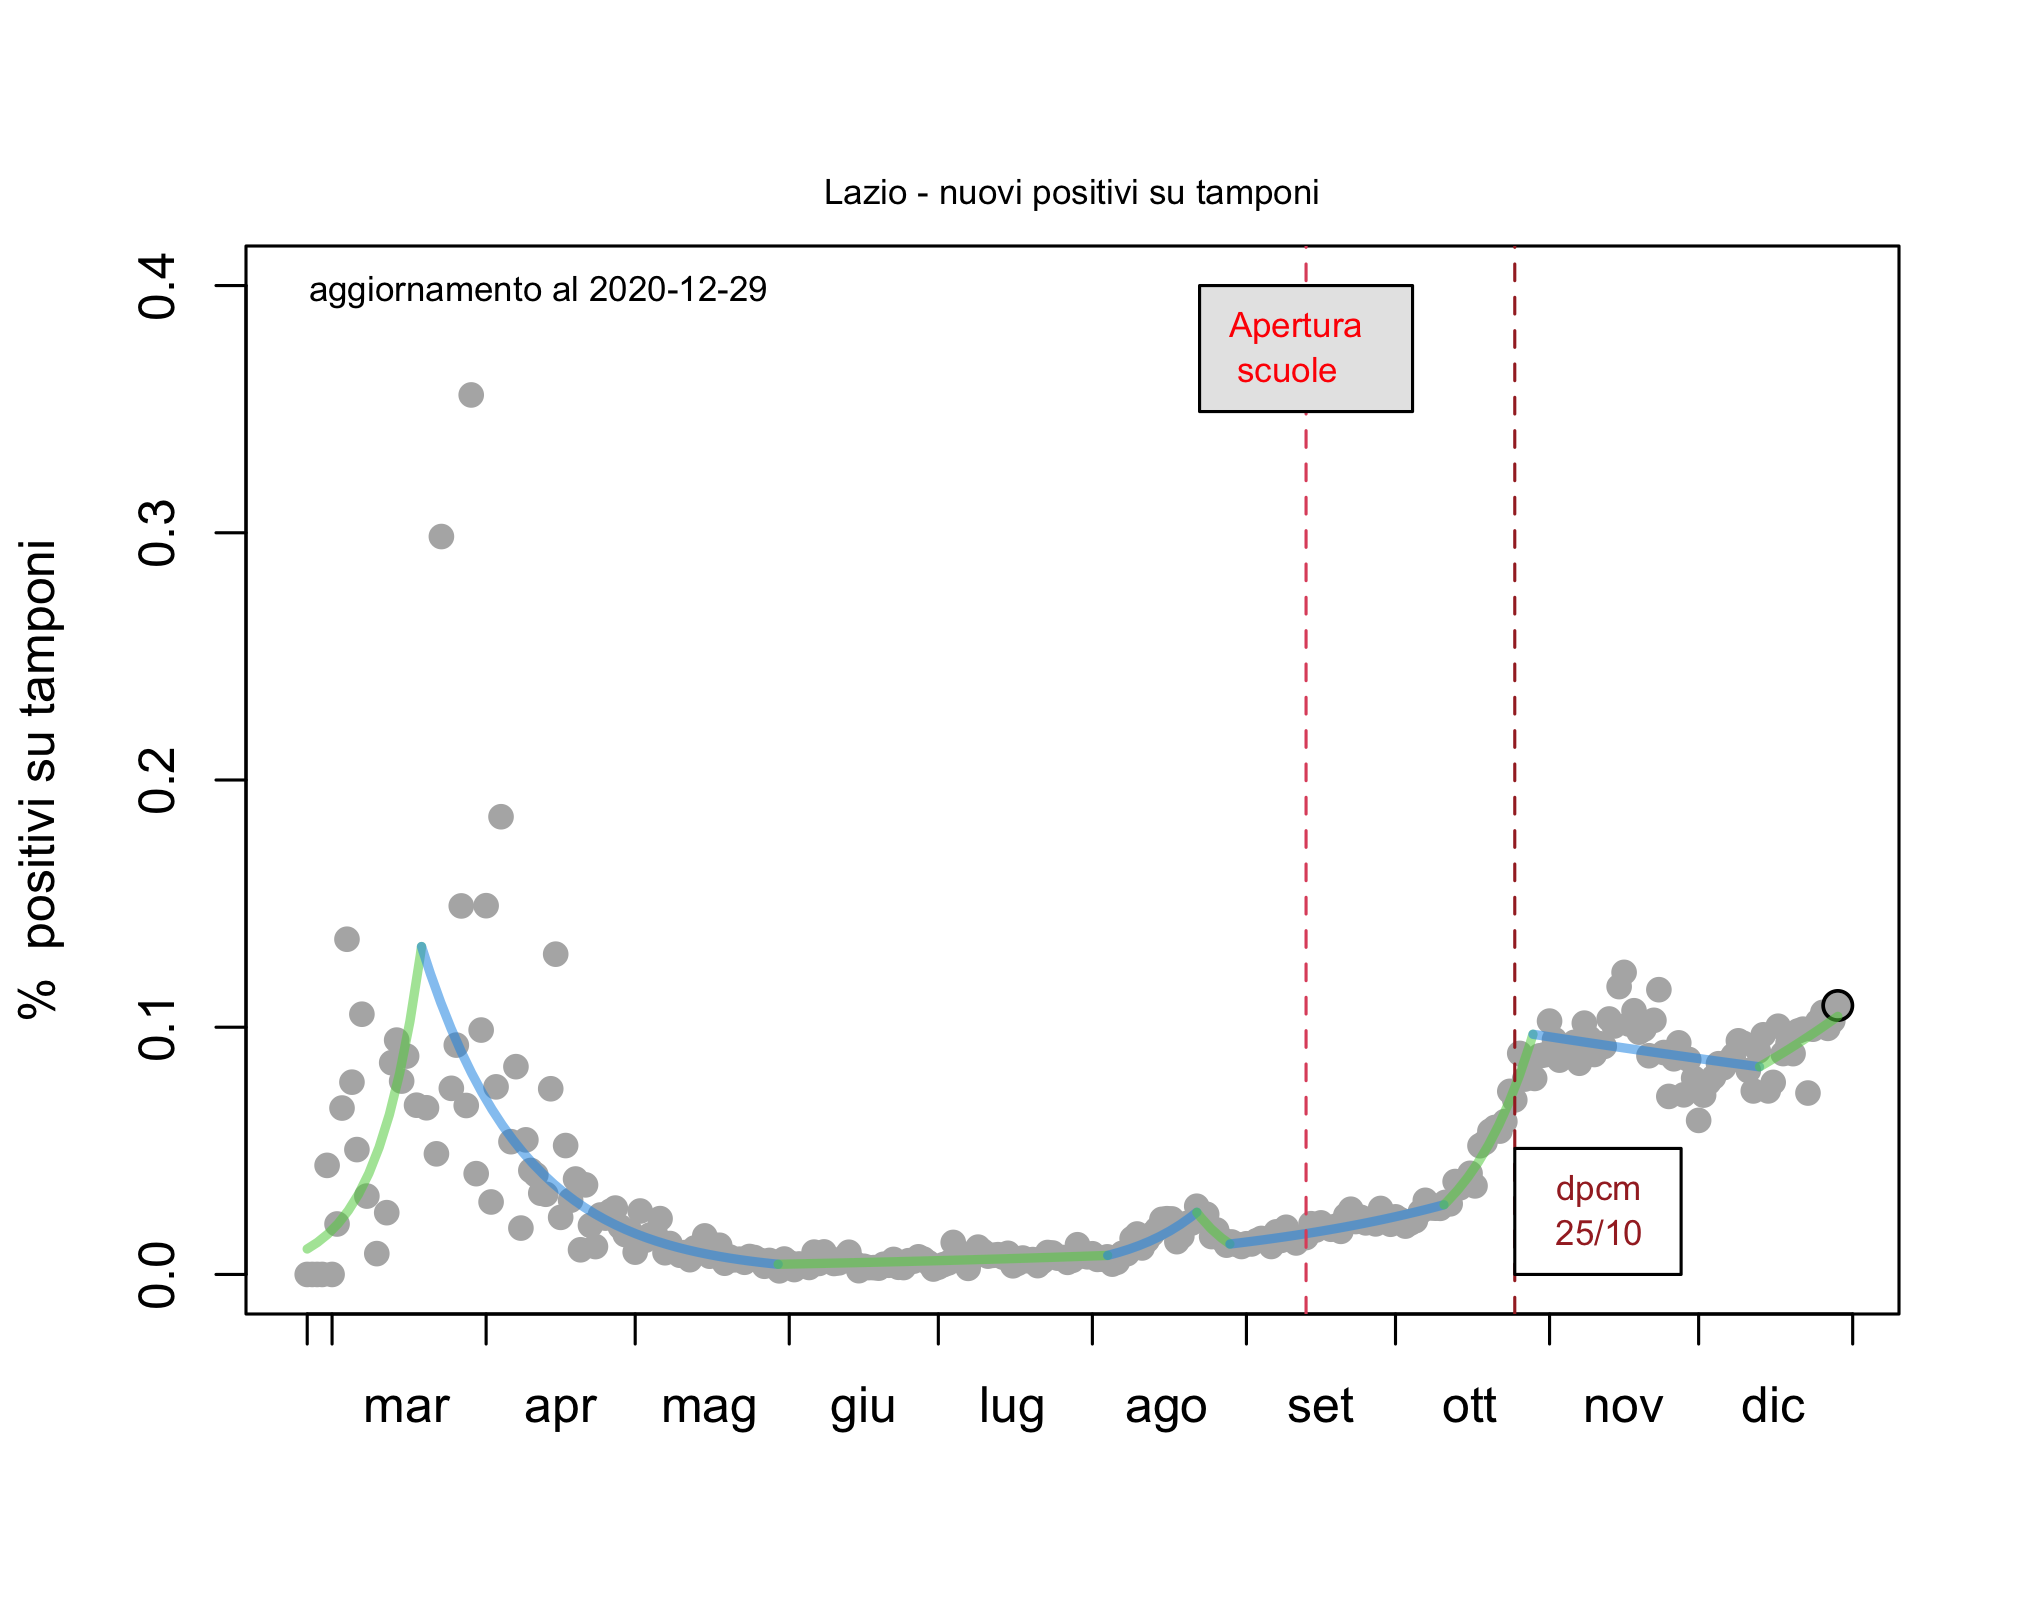 Lazio - nuovi positivi su tamponi
aggiornamento al 2020-12-29
Apertura
scuole
dpcm
25/10
% positivi su tamponi
0.4
0.3
0.2
0.1
0.0
mar apr mag giu lug ago set ott nov dic